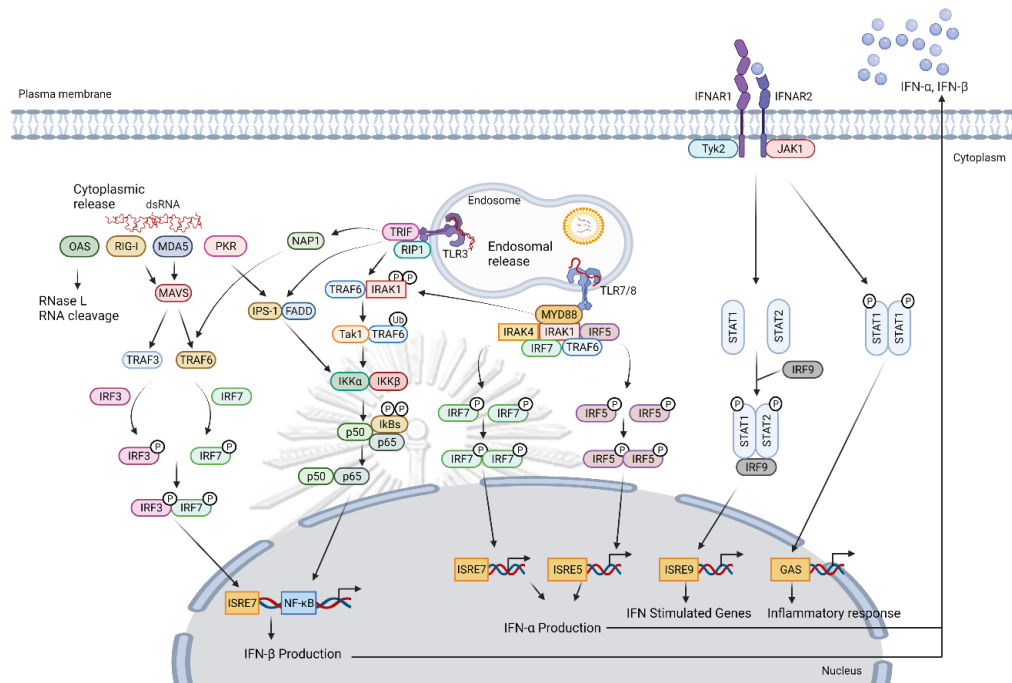 Plasma membrane
IFNAR1
IFNAR2
IFN-α, IFN-β
Tyk2
JAK1
Cytoplasm
Cytoplasmic
release
dsRNA
OAS
RIG-I
MDA5
PKR
NAP1
TRIF
RIP1
TLR3
Endosome
Endosomal
release
TLR7/8
RNase L
RNA cleavage
MAVS
IPS-1
FADD
TRAF6
IRAK1
P
P
MYD88
IRAK4
IRAK1
IRF5
IRF7
TRAF6
Tak1
TRAF6
Ub
TRAF3
TRAF6
IKKα
IKKβ
IRF3
IRF7
P
P
IkBs
p50
p65
IRF3
P
IRF7
P
p50
p65
IRF3
P
IRF7
P
IRF7
P
IRF7
P
IRF5
P
IRF5
P
IRF7
P
IRF7
P
IRF5
P
IRF5
P
STAT1
STAT2
IRF9
P
P
STAT1
STAT2
IRF9
P
P
STAT1
STAT1
ISRE7
NF-κB
IFN-β Production
ISRE7
ISRE5
IFN-α Production
ISRE9
IFN Stimulated Genes
GAS
Inflammatory response
Nucleus